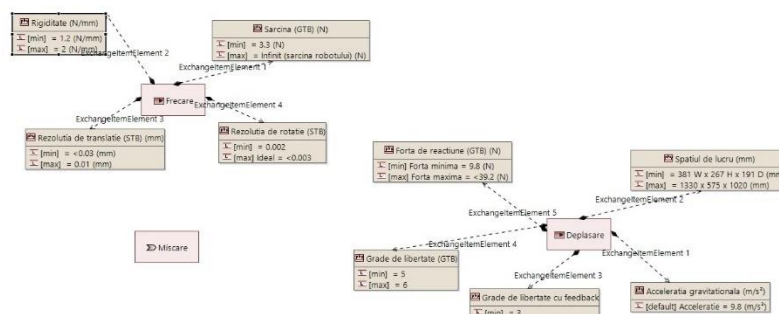 Rigiditate (N/mm)
[min] = 1.2 (N/mm)
[max] = 2 (N/mm)
ExchangeItemElement 2
Sarcina (GTB) (N)
[min] = 3.3 (N)
[max] = Infinit (sarcina robotului) (N)
ExchangeItemElement 1
Frecare
ExchangeItemElement 4
ExchangeItemElement 3
Rezolutia de translatie (STB) (mm)
[min] = <0.03 (mm)
[max] = 0.01 (mm)
Rezolutia de rotatie (STB)
[min] = 0.002
[max] Ideal = <0.003
Forta de reactiune (GTB) (N)
[min] Forta minima = 9.8 (N)
[max] Forta maxima = <39.2 (N)
Spatiul de lucru (mm)
[min] = 381 W x 267 H x 191 D (mm
[max] = 1330 x 575 x 1020 (mm)
ExchangeItemElement 5
ExchangeItemElement 2
Miscare
Deplasare
ExchangeItemElement 4
ExchangeItemElement 1
Grade de libertate (GTB)
[min] = 5
[max] = 6
ExchangeItemElement 3
Grade de libertate cu feedback
[min] = 3
Acceleratia gravitationala (m/s²)
[default] Acceleratie = 9.8 (m/s²)